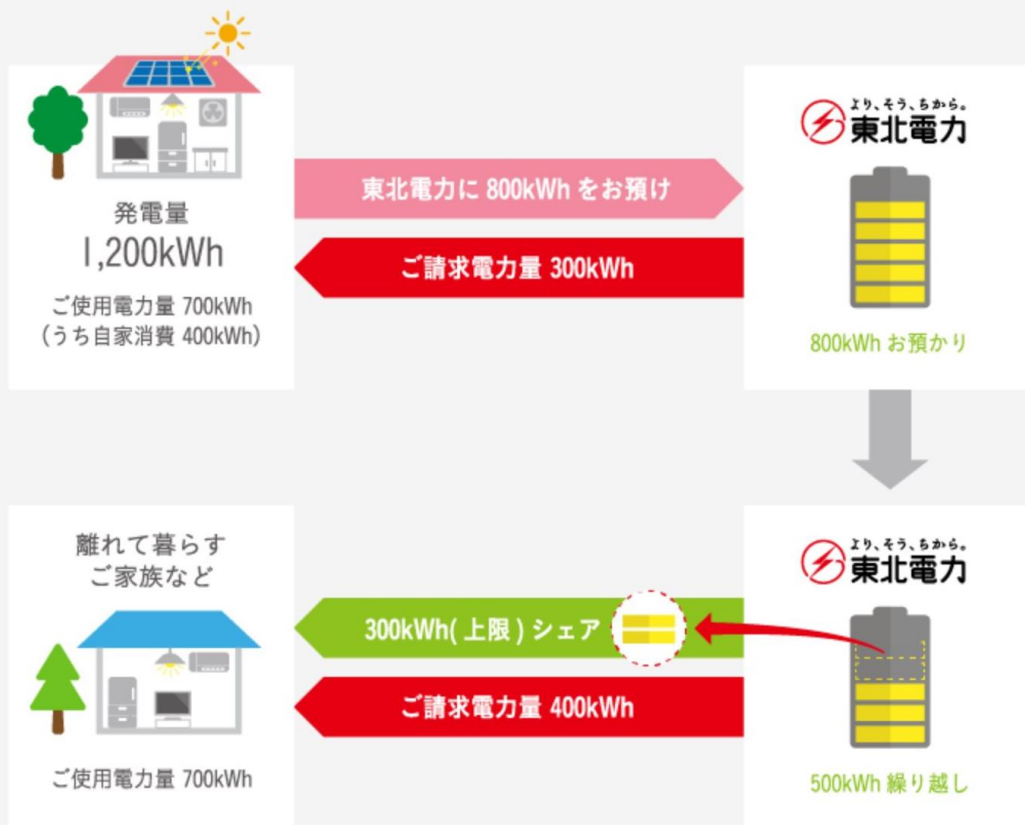 より、そう、ちから。
東北電力
東北電力に 800kWh をお預け
ご請求電力量 300kWh
発電量
1,200kWh
ご使用電力量 700kWh
(うち自家消費 400kWh)
800kWh お預かり
離れて暮らす
ご家族など
より、そう、ちから。
東北電力
300kWh(上限)シェア
ご請求電力量 400kWh
ご使用電力量 700kWh
500kWh 繰り越し